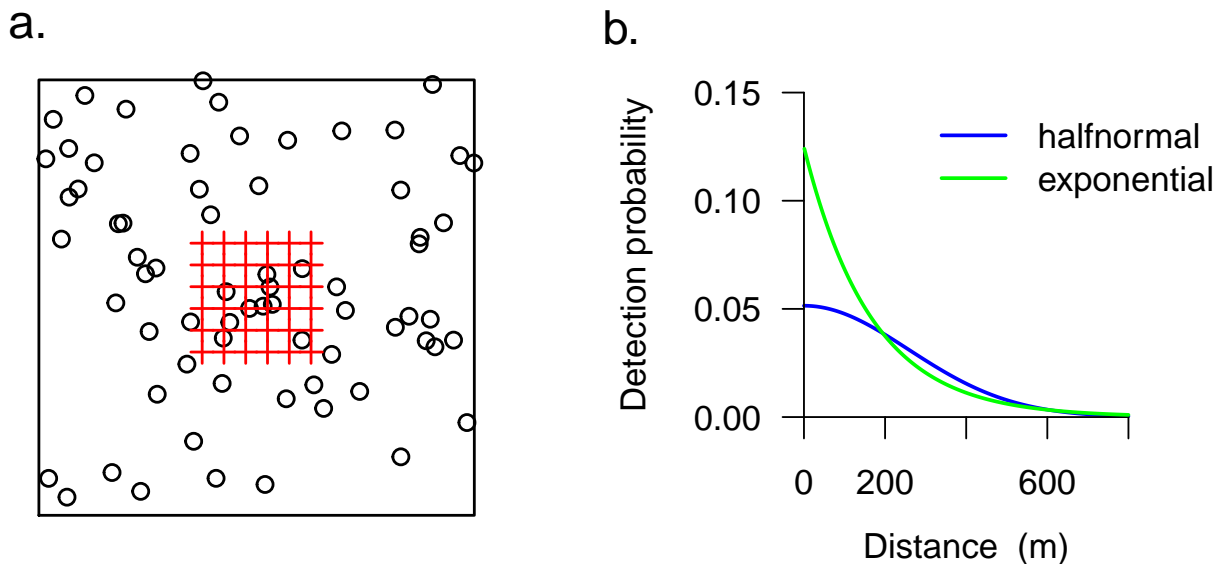 a.
b.
Detection probability
0.15
0.10
0.05
0.00
halfnormal
exponential
0 200 600
Distance (m)